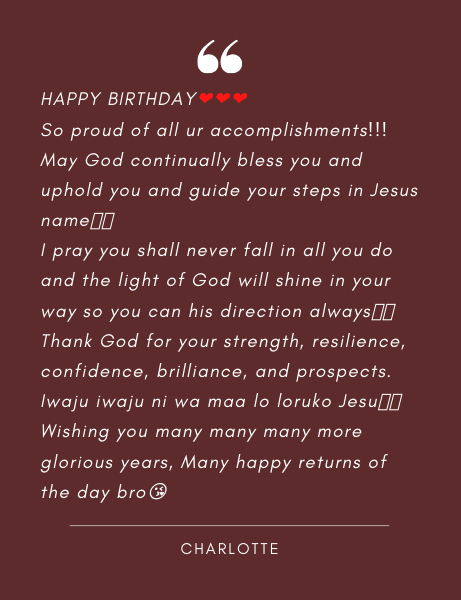 ❝
HAPPY BIRTHDAY❤❤❤
So proud of all ur accomplishments!!!
May God continually bless you and
uphold you and guide your steps in Jesus
name▯▯
I pray you shall never fall in all you do
and the light of God will shine in your
way so you can his direction always▯▯
Thank God for your strength, resilience,
confidence, brilliance, and prospects.
Iwaju iwaju ni wa maa lo loruko Jesu▯▯
Wishing you many many many more
glorious years, Many happy returns of
the day bro😘
CHARLOTTE